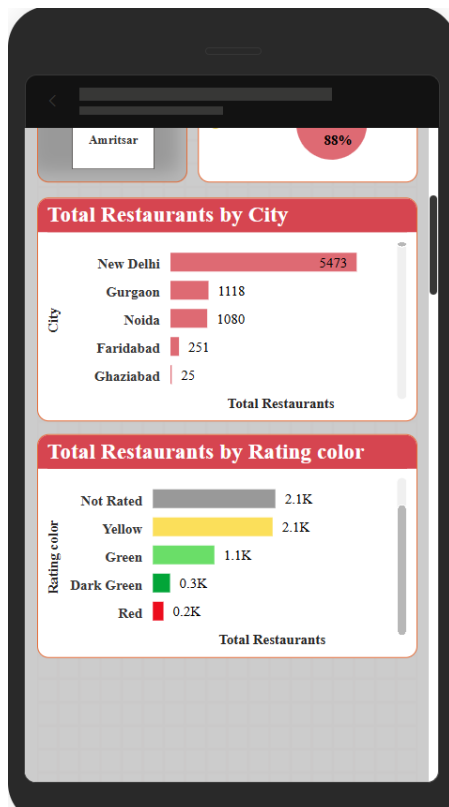 Amritsar
88%
Total Restaurants by City
City
New Delhi 5473
Gurgaon 1118
Noida 1080
Faridabad 251
Ghaziabad 25
Total Restaurants
Total Restaurants by Rating color
Rating color
Not Rated 2.1K
Yellow 2.1K
Green 1.1K
Dark Green 0.3K
Red 0.2K
Total Restaurants